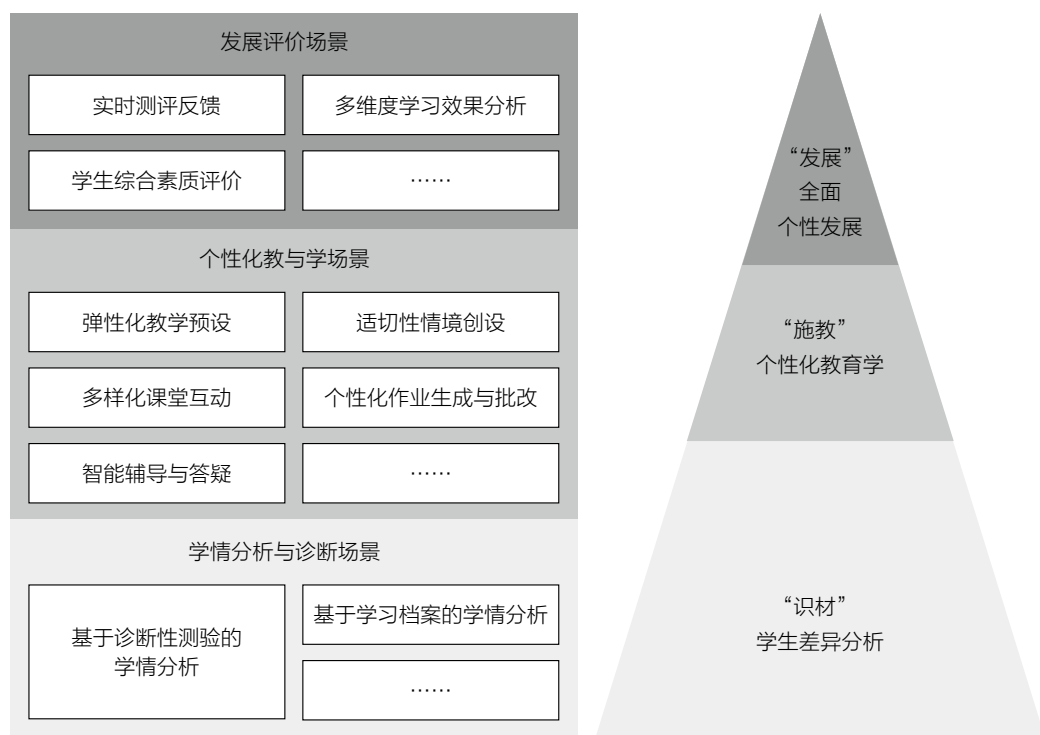 发展评价场景
实时测评反馈
多维度学习效果分析
学生综合素质评价
……
个性化教与学场景
弹性化教学预设
适切性情境创设
多样化课堂互动
个性化作业生成与批改
智能辅导与答疑
……
学情分析与诊断场景
基于诊断性测验的
学情分析
基于学习档案的学情分析
……
“发展”
全面
个性发展
“施教”
个性化教育学
“识材”
学生差异分析